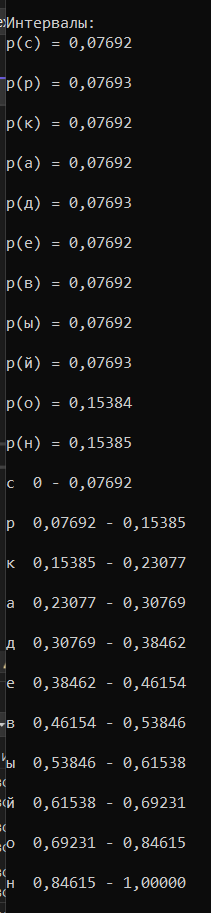 Интервалы:
p(с) = 0,07692
p(р) = 0,07693
p(к) = 0,07692
p(а) = 0,07692
p(д) = 0,07693
p(е) = 0,07692
p(в) = 0,07692
p(ы) = 0,07692
p(й) = 0,07693
p(о) = 0,15384
p(н) = 0,15385
с 0 - 0,07692
р 0,07692 - 0,15385
к 0,15385 - 0,23077
а 0,23077 - 0,30769
д 0,30769 - 0,38462
е 0,38462 - 0,46154
в 0,46154 - 0,53846
ы 0,53846 - 0,61538
й 0,61538 - 0,69231
о 0,69231 - 0,84615
н 0,84615 - 1,00000